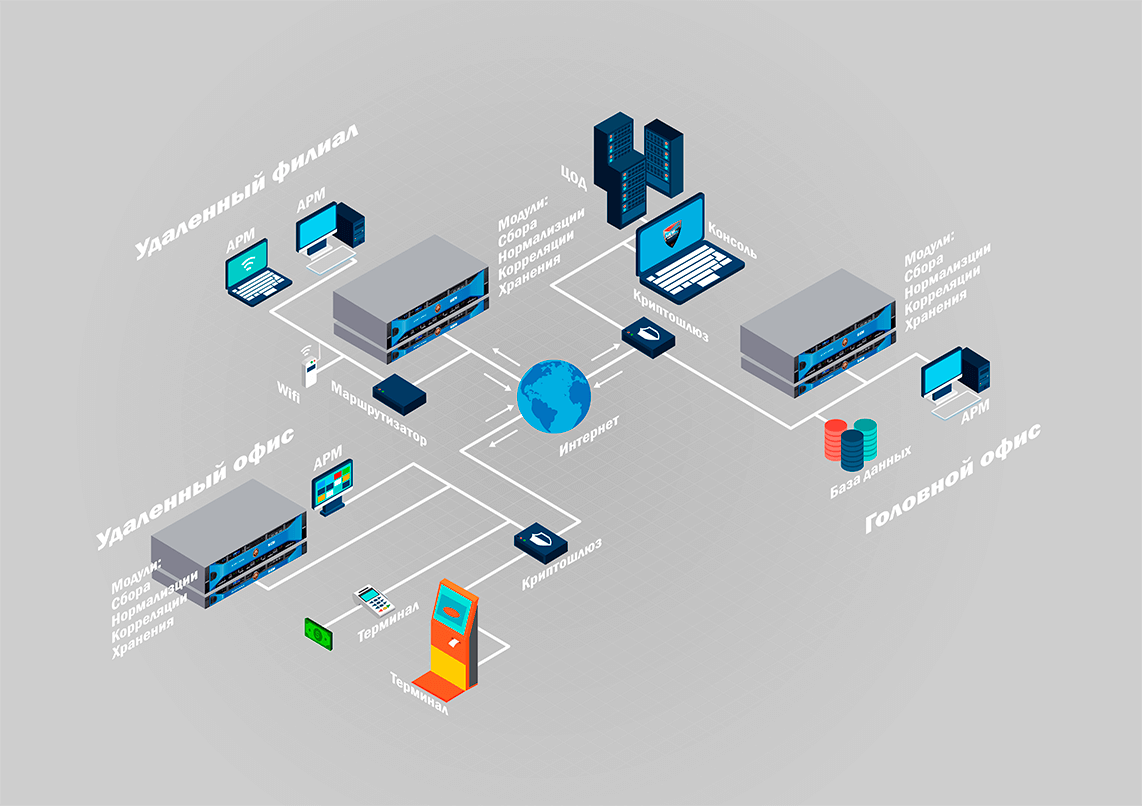 Удаленный филиал
АРМ
АРМ
Модули:
Сбора
Нормализции
Корреляции
Хранения
Wifi
Маршрутизатор
ЦОД
Консоль
Криптошлюз
Интернет
Модули:
Сбора
Нормализции
Корреляции
Хранения
АРМ
База данных
Головной офис
Удаленный офис
АРМ
Модули:
Сбора
Нормализции
Корреляции
Хранения
Криптошлюз
Терминал
Терминал